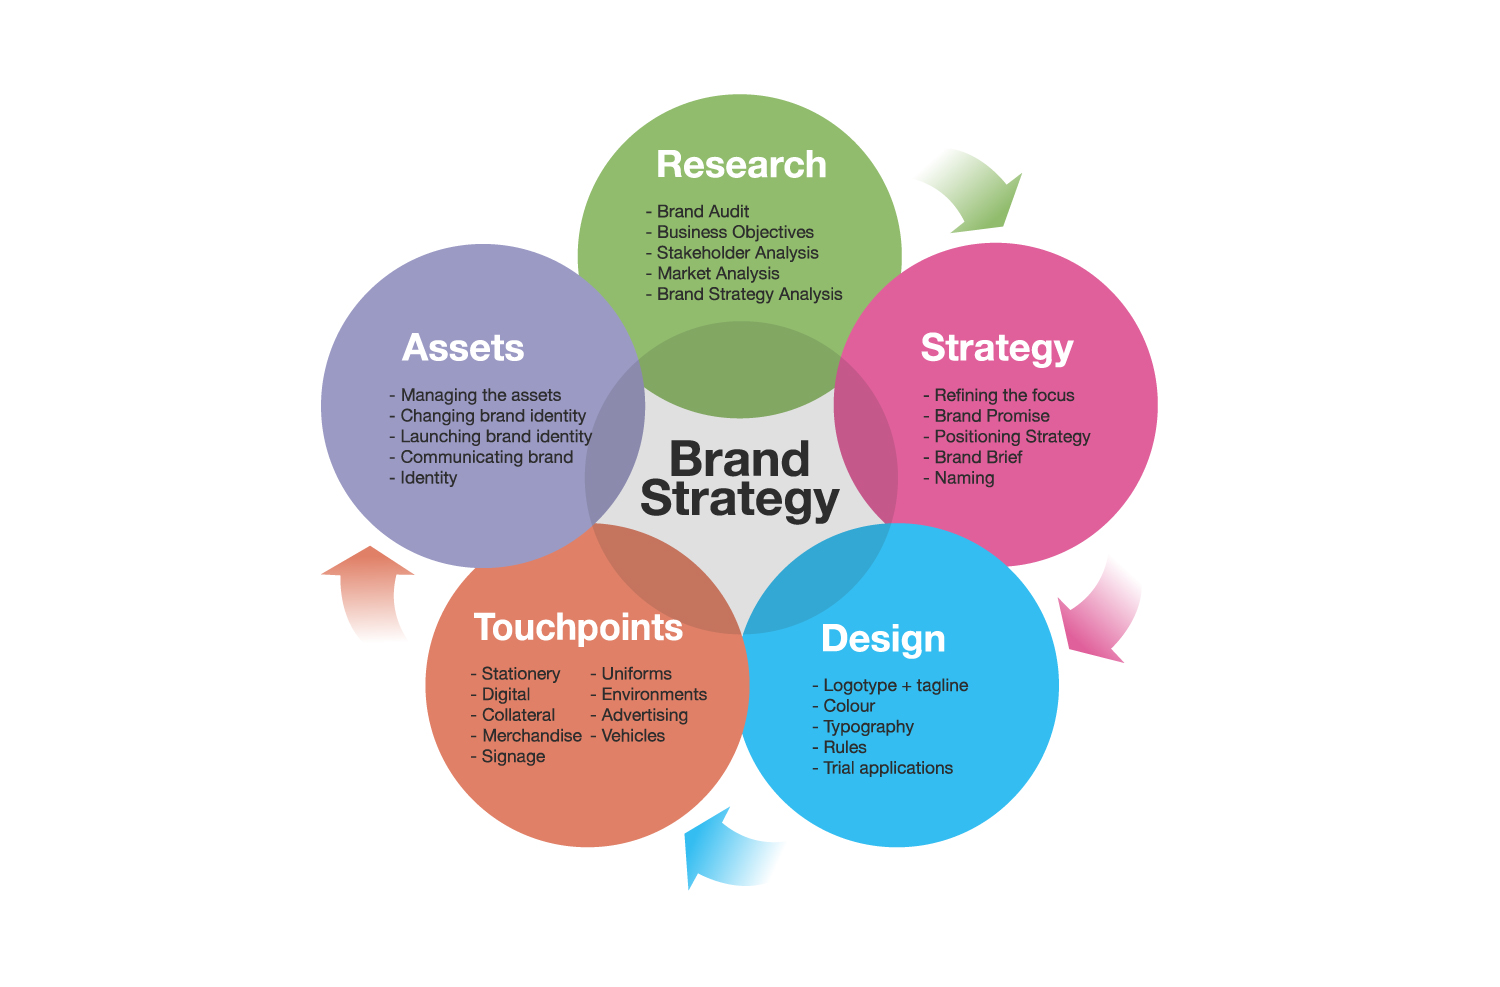 Research
- Brand Audit
- Business Objectives
- Stakeholder Analysis
- Market Analysis
- Brand Strategy Analysis
Strategy
- Refining the focus
- Brand Promise
- Positioning Strategy
- Brand Brief
- Naming
Design
- Logotype + tagline
- Colour
- Typography
- Rules
- Trial applications
Touchpoints
- Stationery
- Digital
- Collateral
- Merchandise
- Signage
- Uniforms
- Environments
- Advertising
- Vehicles
Assets
- Managing the assets
- Changing brand identity
- Launching brand identity
- Communicating brand
- Identity
Brand
Strategy